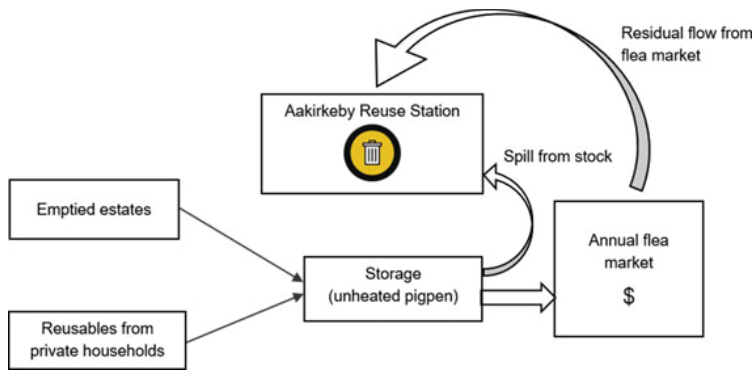 Residual flow from
flea market
Aakirkeby Reuse Station
Spill from stock
Emptied estates
Annual flea
market
$
Storage
(unheated pigpen)
Reusables from
private households